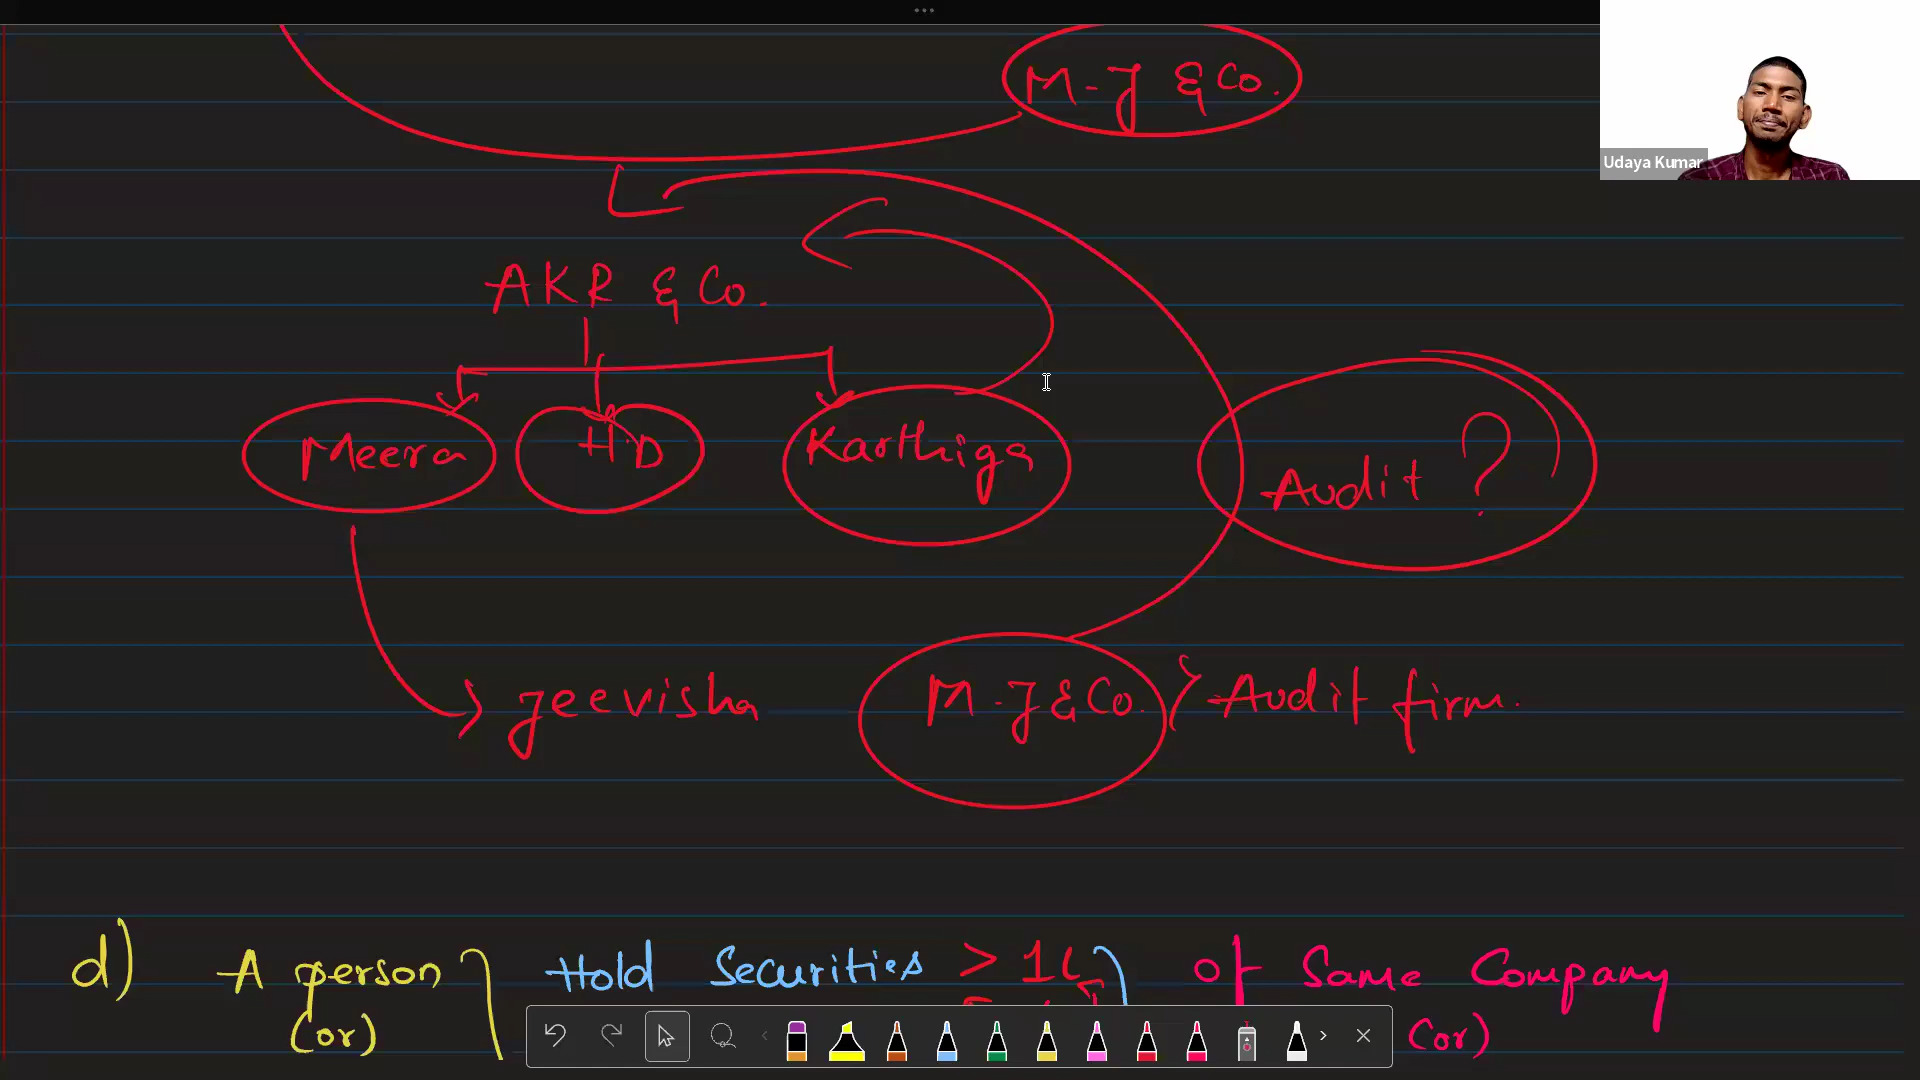 M-J & Co.
Udaya Kumar
AKR & Co.
Meera H.D Karthiga
Audit ?
Jeevisha M-J & Co. Audit firm.
d) A person Hold Securities > 1L of Same Company
(or) (or)